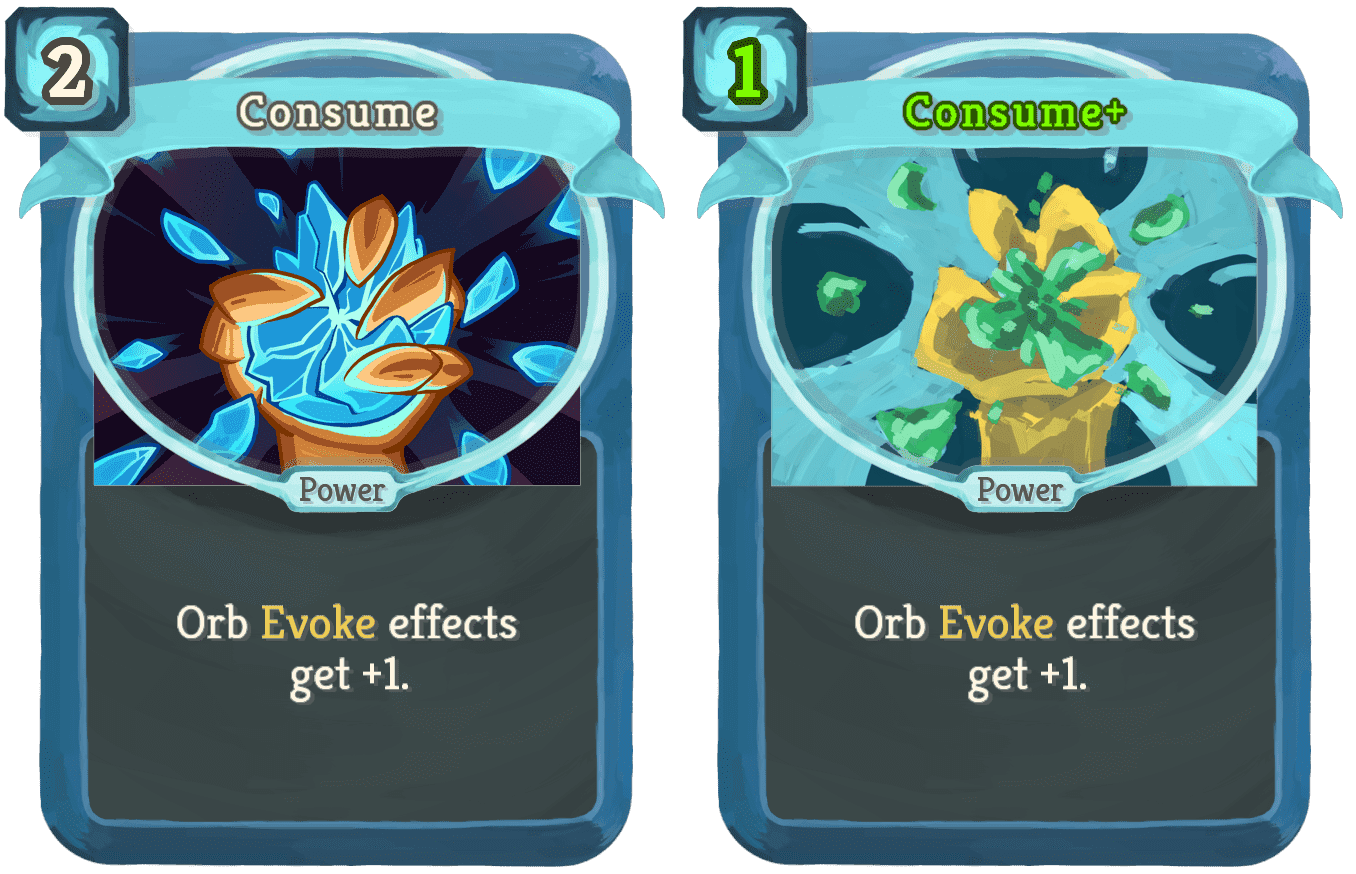 2
Consume
Power
Orb Evoke effects
get +1.
1
Consume+
Power
Orb Evoke effects
get +1.